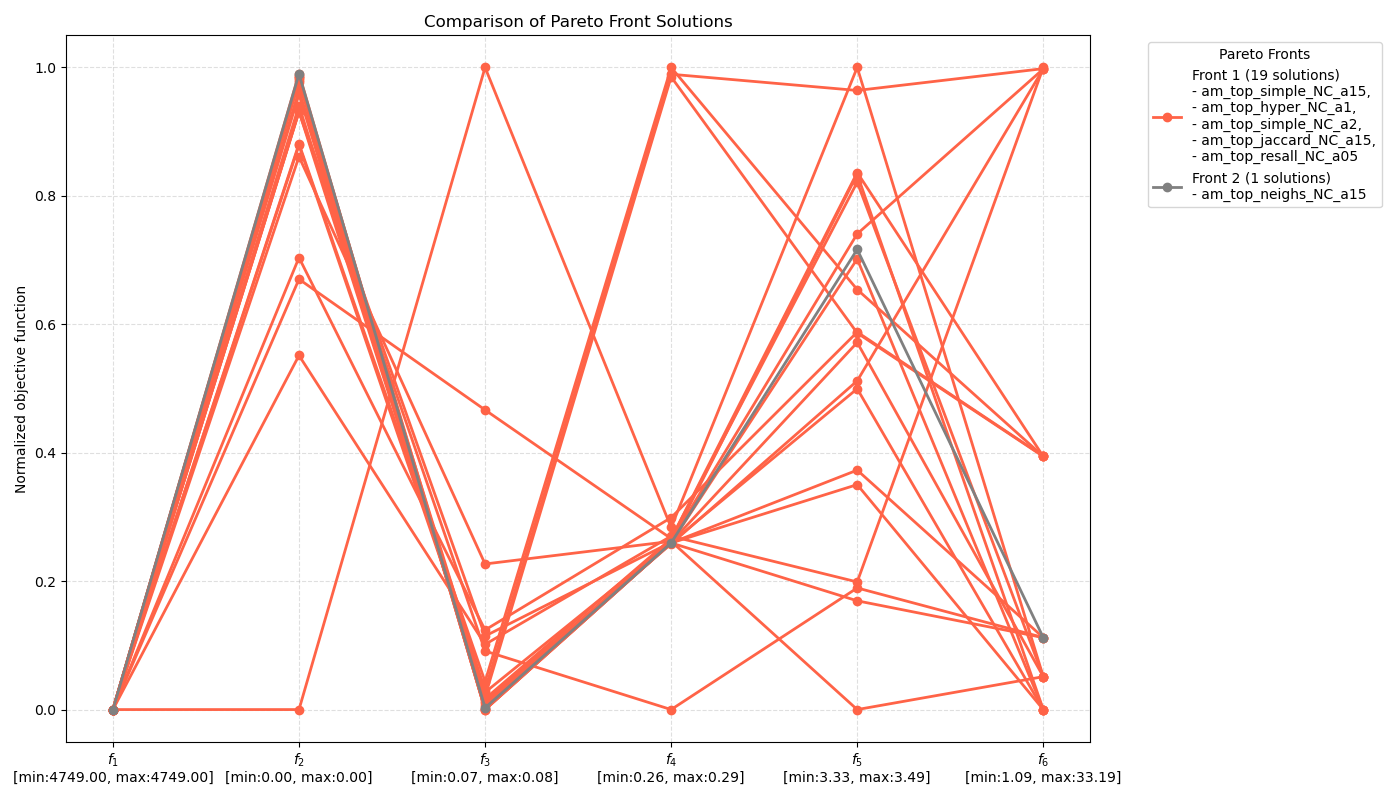 Comparison of Pareto Front Solutions
Normalized objective function
1.0
0.8
0.6
0.4
0.2
0.0
f1
[min:4749.00, max:4749.00]
f2
[min:0.00, max:0.00]
f3
[min:0.07, max:0.08]
f4
[min:0.26, max:0.29]
f5
[min:3.33, max:3.49]
f6
[min:1.09, max:33.19]
Pareto Fronts
Front 1 (19 solutions)
- am_top_simple_NC_a15,
- am_top_hyper_NC_a1,
- am_top_simple_NC_a2,
- am_top_jaccard_NC_a15,
- am_top_resall_NC_a05
Front 2 (1 solutions)
- am_top_neighs_NC_a15